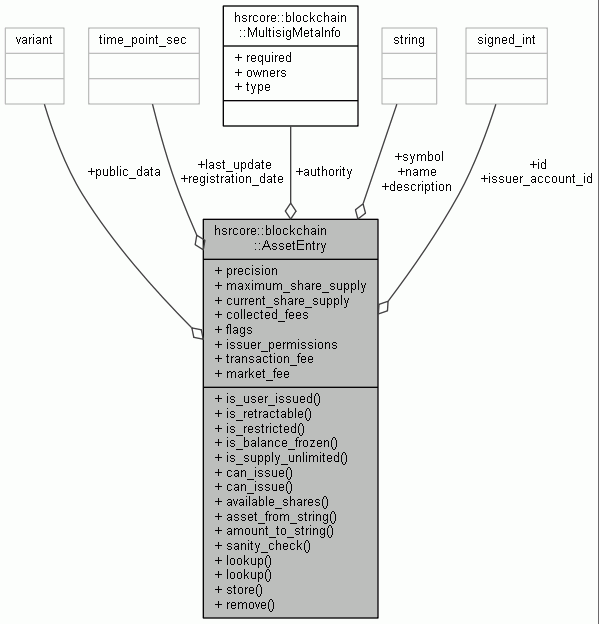 variant
time_point_sec
hsrcore::blockchain
::MultisigMetaInfo
+ required
+ owners
+ type
string
signed_int
+public_data
+last_update
+registration_date
+authority
+symbol
+name
+description
+id
+issuer_account_id
hsrcore::blockchain
::AssetEntry
+ precision
+ maximum_share_supply
+ current_share_supply
+ collected_fees
+ flags
+ issuer_permissions
+ transaction_fee
+ market_fee
+ is_user_issued()
+ is_retractable()
+ is_restricted()
+ is_balance_frozen()
+ is_supply_unlimited()
+ can_issue()
+ can_issue()
+ available_shares()
+ asset_from_string()
+ amount_to_string()
+ sanity_check()
+ lookup()
+ lookup()
+ store()
+ remove()